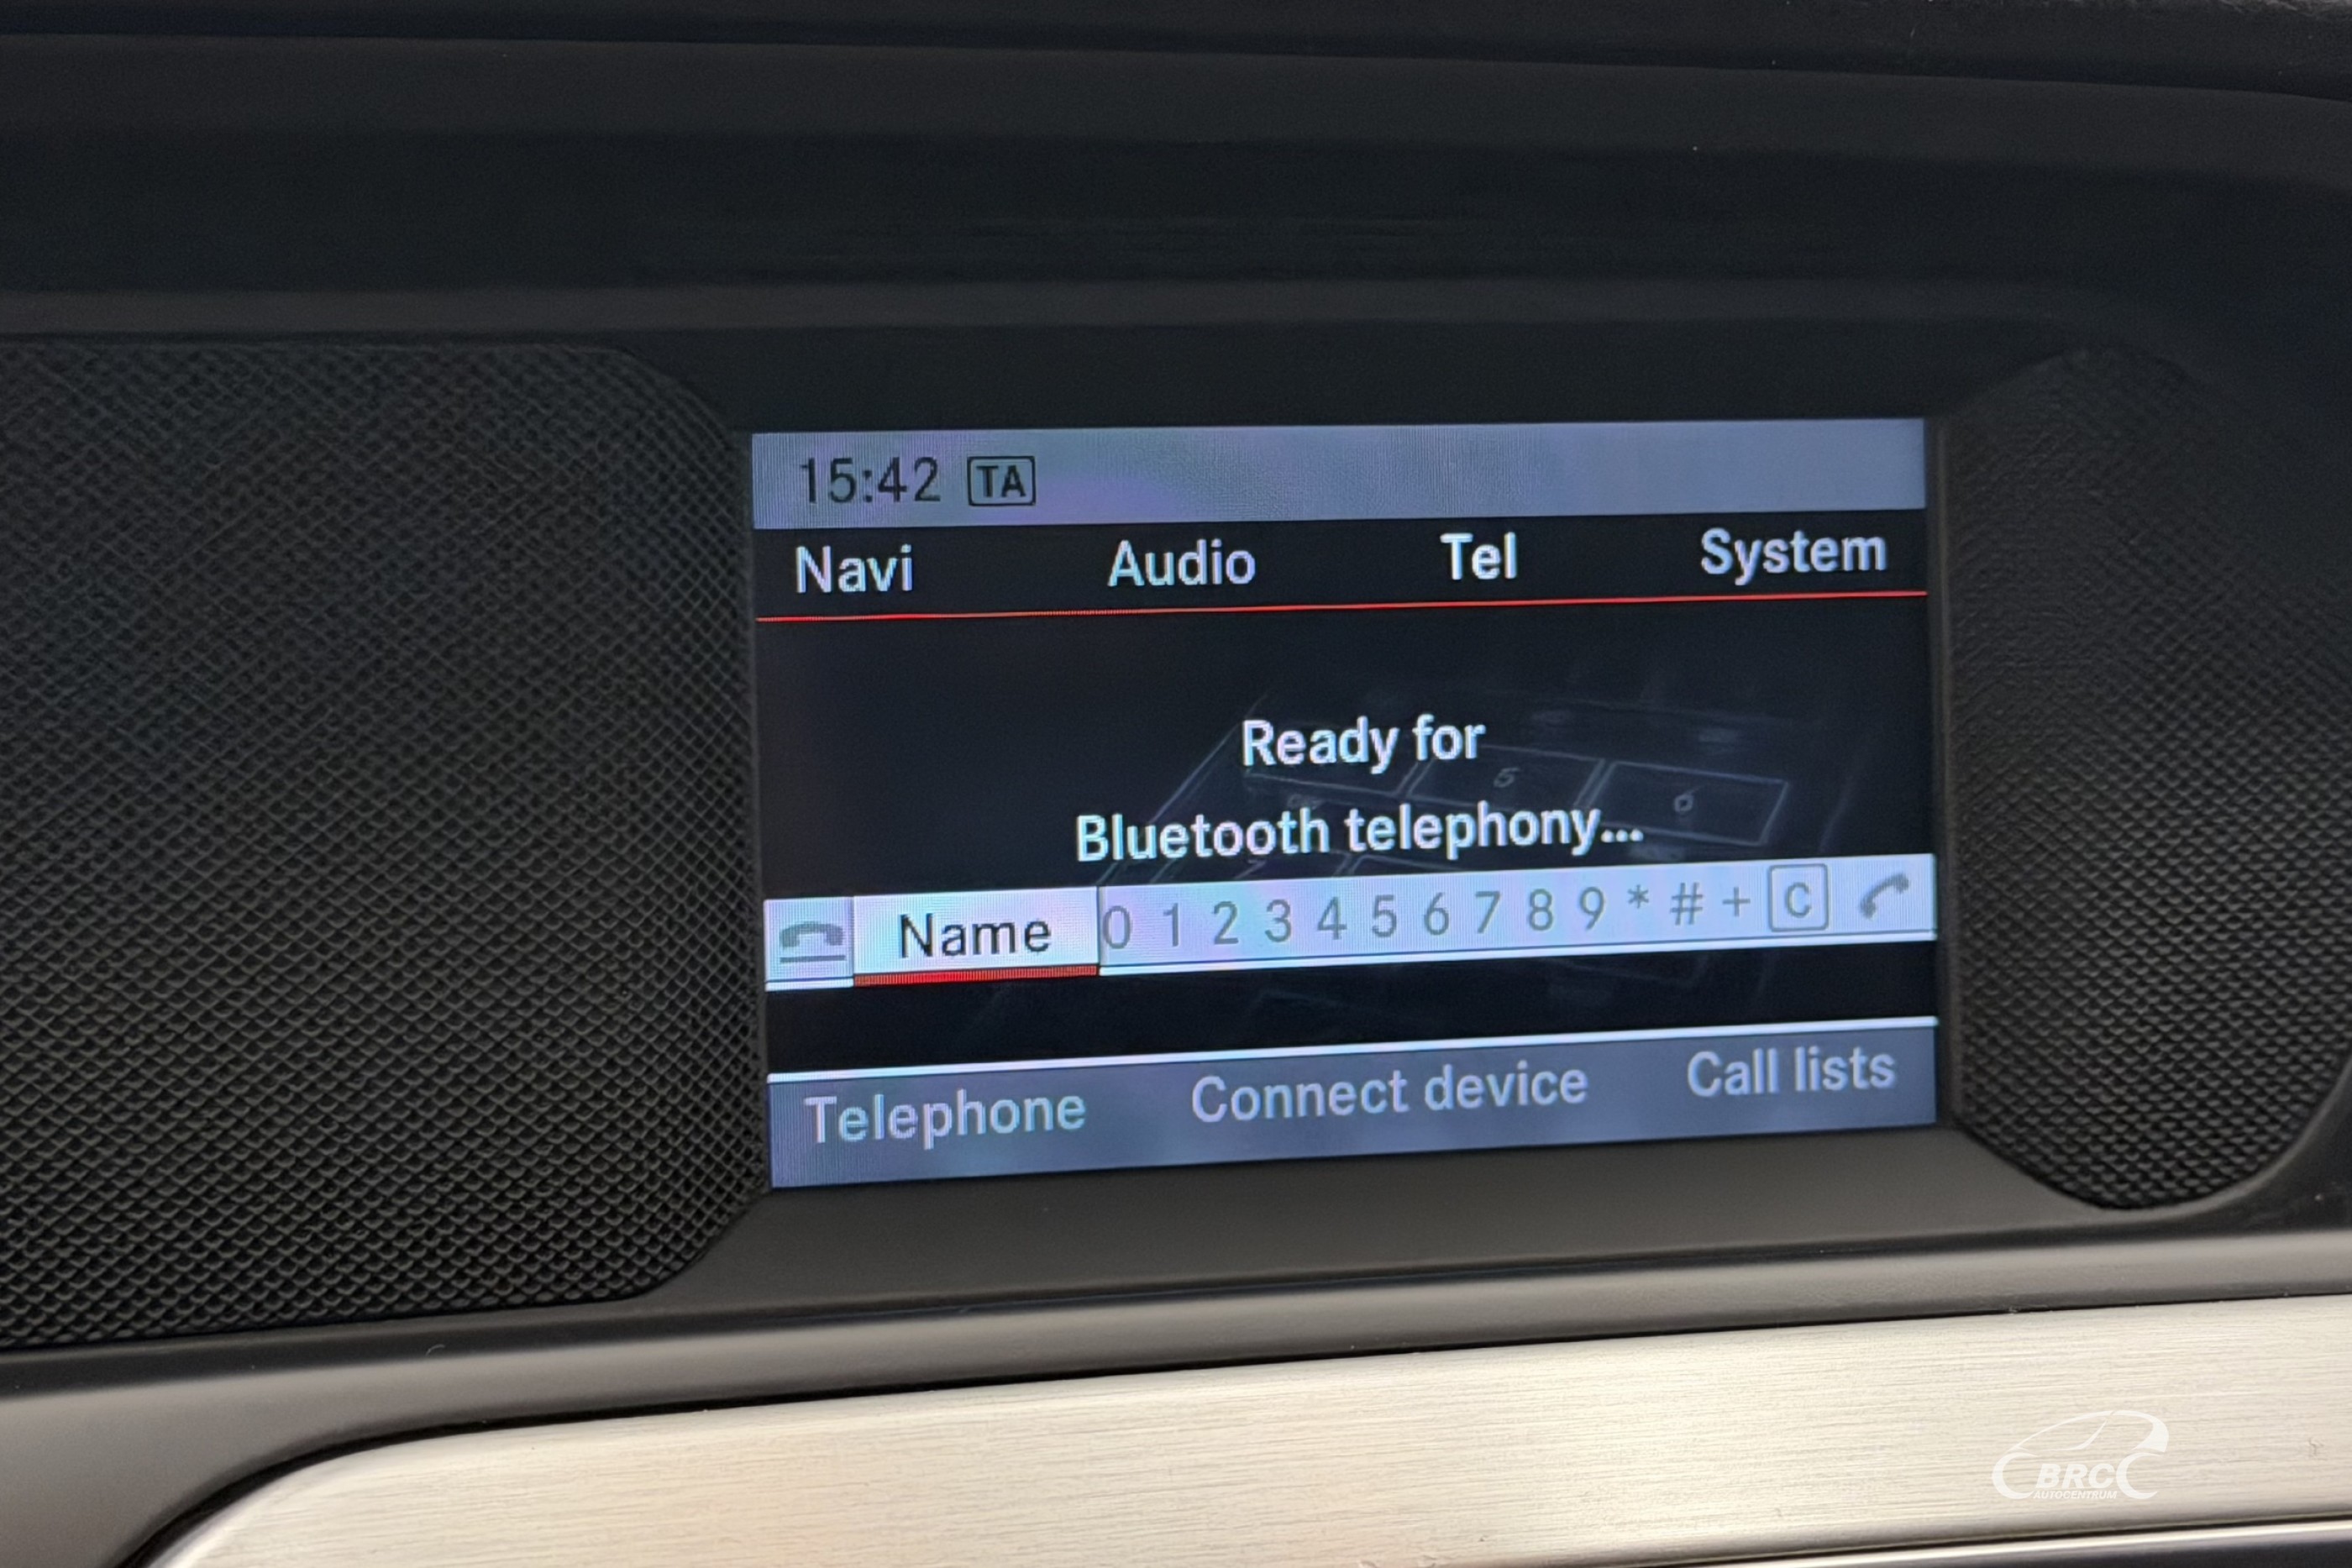 15:42 TA
Navi Audio Tel System
Ready for
Bluetooth telephony...
Name 0 1 2 3 4 5 6 7 8 9 * # + C
Telephone Connect device Call lists
BRC
AUTOCENTRUM